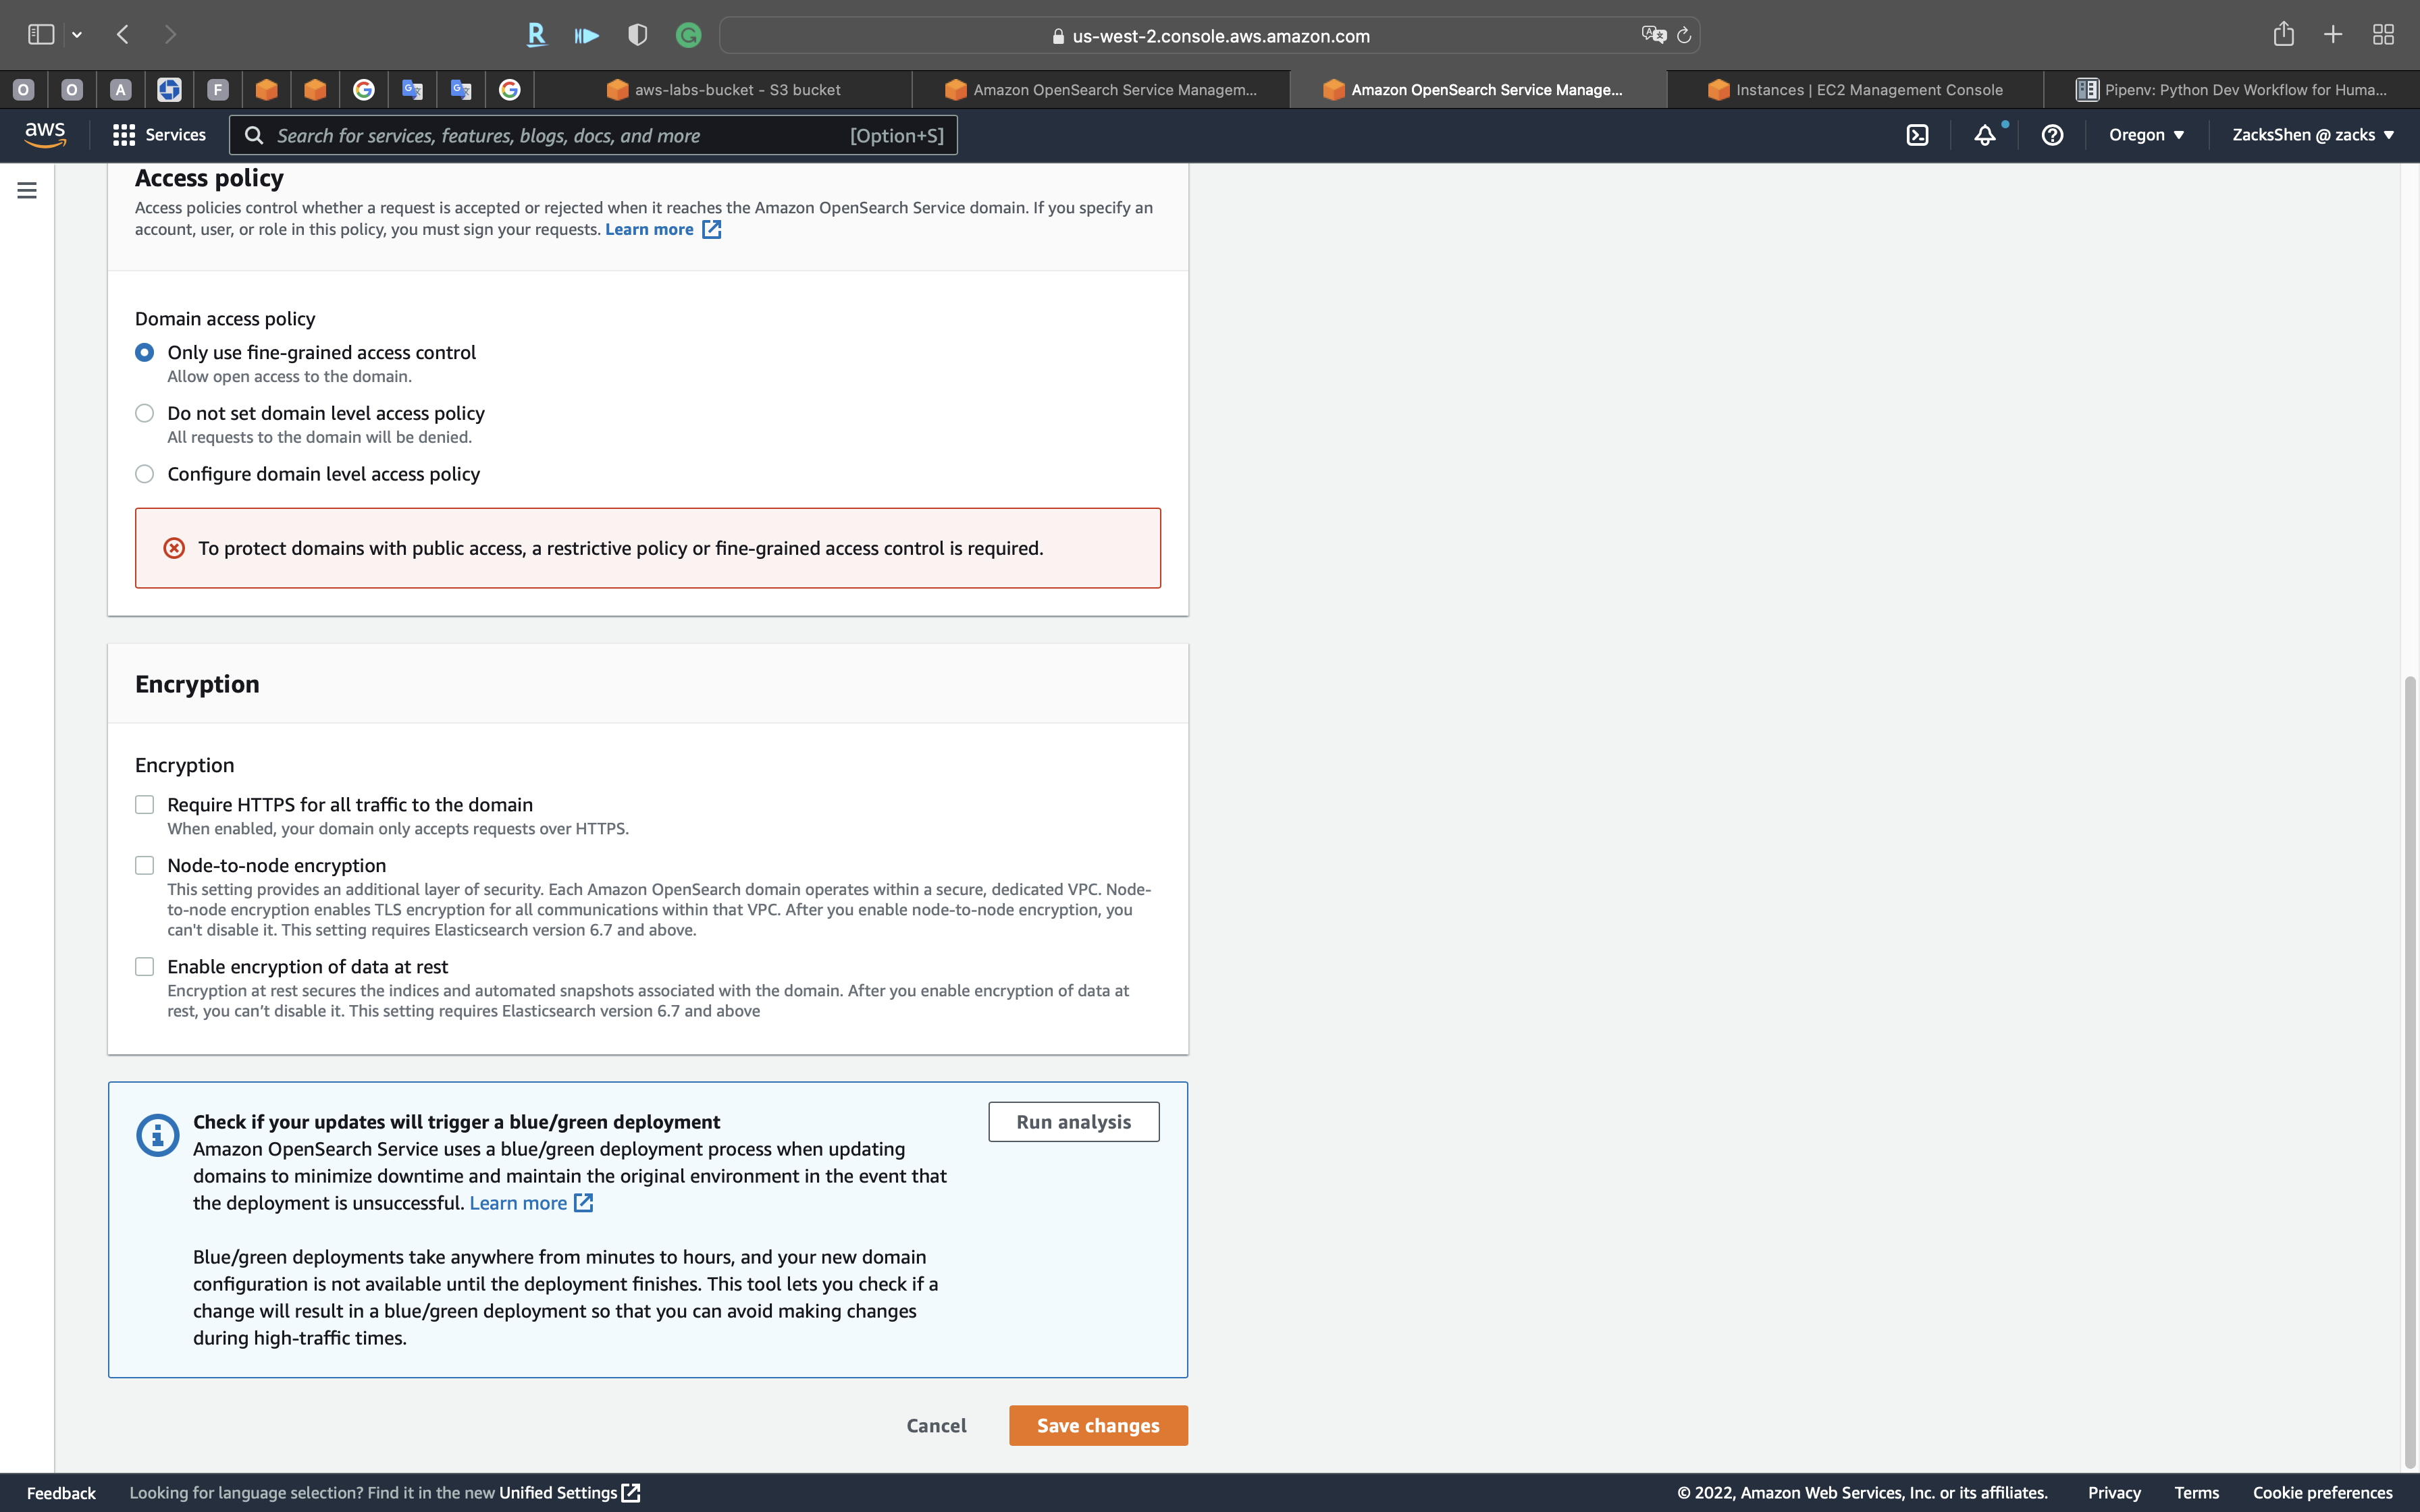 us-west-2.console.aws.amazon.com
O O A F
aws-labs-bucket - S3 bucket
Amazon OpenSearch Service Managem...
Amazon OpenSearch Service Manage...
Instances | EC2 Management Console
Pipenv: Python Dev Workflow for Huma...
aws
Services
Search for services, features, blogs, docs, and more
[Option+S]
Oregon
ZacksShen @ zacks
Access policy
Access policies control whether a request is accepted or rejected when it reaches the Amazon OpenSearch Service domain. If you specify an
account, user, or role in this policy, you must sign your requests. Learn more
Domain access policy
Only use fine-grained access control
Allow open access to the domain.
Do not set domain level access policy
All requests to the domain will be denied.
Configure domain level access policy
To protect domains with public access, a restrictive policy or fine-grained access control is required.
Encryption
Encryption
Require HTTPS for all traffic to the domain
When enabled, your domain only accepts requests over HTTPS.
Node-to-node encryption
This setting provides an additional layer of security. Each Amazon OpenSearch domain operates within a secure, dedicated VPC. Node-
to-node encryption enables TLS encryption for all communications within that VPC. After you enable node-to-node encryption, you
can't disable it. This setting requires Elasticsearch version 6.7 and above.
Enable encryption of data at rest
Encryption at rest secures the indices and automated snapshots associated with the domain. After you enable encryption of data at
rest, you can’t disable it. This setting requires Elasticsearch version 6.7 and above
Check if your updates will trigger a blue/green deployment
Run analysis
Amazon OpenSearch Service uses a blue/green deployment process when updating
domains to minimize downtime and maintain the original environment in the event that
the deployment is unsuccessful. Learn more
Blue/green deployments take anywhere from minutes to hours, and your new domain
configuration is not available until the deployment finishes. This tool lets you check if a
change will result in a blue/green deployment so that you can avoid making changes
during high-traffic times.
Cancel
Save changes
Feedback
Looking for language selection? Find it in the new Unified Settings
© 2022, Amazon Web Services, Inc. or its affiliates.
Privacy
Terms
Cookie preferences